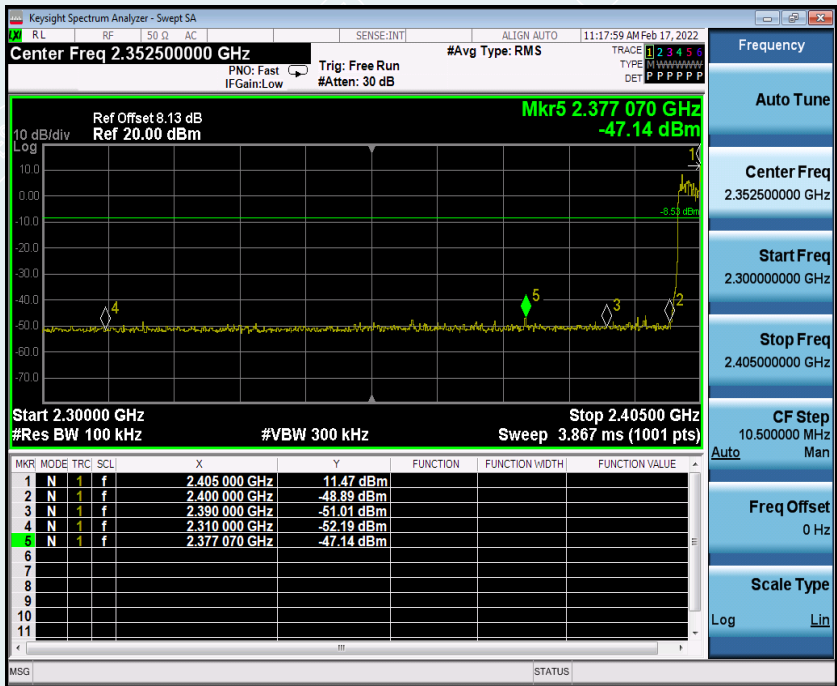 Keysight Spectrum Analyzer - Swept SA
LXI RL RF 50 Ω AC SENSE:INT ALIGN AUTO 11:17:59 AM Feb 17, 2022
Center Freq 2.352500000 GHz #Avg Type: RMS TRACE 1 2 3 4 5 6
PNO: Fast Trig: Free Run TYPE M WWWWW
IFGain:Low #Atten: 30 dB DET P P P P P P
Mkr5 2.377 070 GHz
-47.14 dBm
Ref Offset 8.13 dB
10 dB/div Ref 20.00 dBm
Log
1
10.0
0.00
-8.53 dBm
-10.0
-20.0
-30.0
-40.0
5
3
2
4
-50.0
-60.0
-70.0
Start 2.30000 GHz Stop 2.40500 GHz
#Res BW 100 kHz #VBW 300 kHz Sweep 3.867 ms (1001 pts)
MKR MODE TRC SCL X Y FUNCTION FUNCTION WIDTH FUNCTION VALUE
1 N 1 f 2.405 000 GHz 11.47 dBm
2 N 1 f 2.400 000 GHz -48.89 dBm
3 N 1 f 2.390 000 GHz -51.01 dBm
4 N 1 f 2.310 000 GHz -52.19 dBm
5 N 1 f 2.377 070 GHz -47.14 dBm
6
7
8
9
10
11
MSG STATUS
Frequency
Auto Tune
Center Freq
2.352500000 GHz
Start Freq
2.300000000 GHz
Stop Freq
2.405000000 GHz
CF Step
10.500000 MHz
Auto Man
Freq Offset
0 Hz
Scale Type
Log Lin